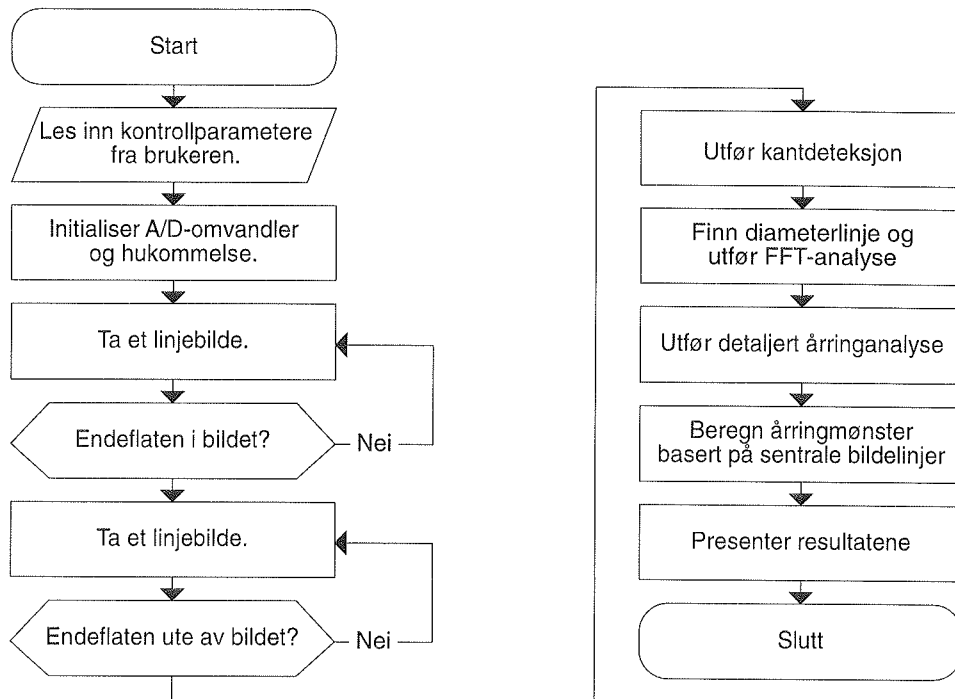 Start
Les inn kontrollparametere
fra brukeren.
Initialiser A/D-omvandler
og hukommelse.
Ta et linjebilde.
Endeflaten i bildet?
Nei
Ta et linjebilde.
Endeflaten ute av bildet?
Nei
Utfør kantdeteksjon
Finn diameterlinje og
utfør FFT-analyse
Utfør detaljert årringanalyse
Beregn årringmønster
basert på sentrale bildelinjer
Presenter resultatene
Slutt